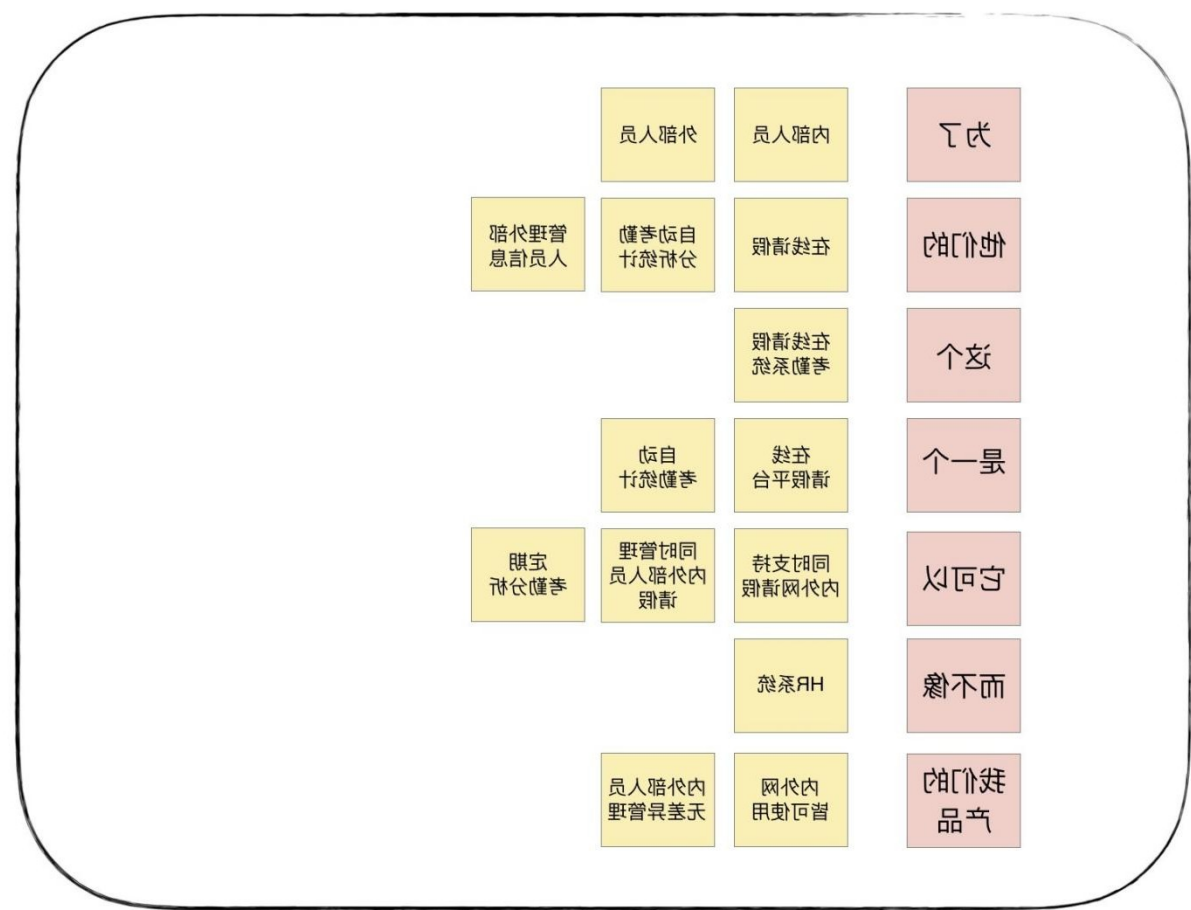 为了
内部人员
外部人员
他们的
在线请假
自动考勤
分析统计
管理外部
人员信息
这个
在线请假
考勤系统
是一个
在线
请假平台
自动
考勤统计
它可以
同时支持
内外网请假
同时管理
内外部人员
请假
定期
考勤分析
而不像
HR系统
我们的
产品
内外网
皆可使用
内外部人员
无差异管理